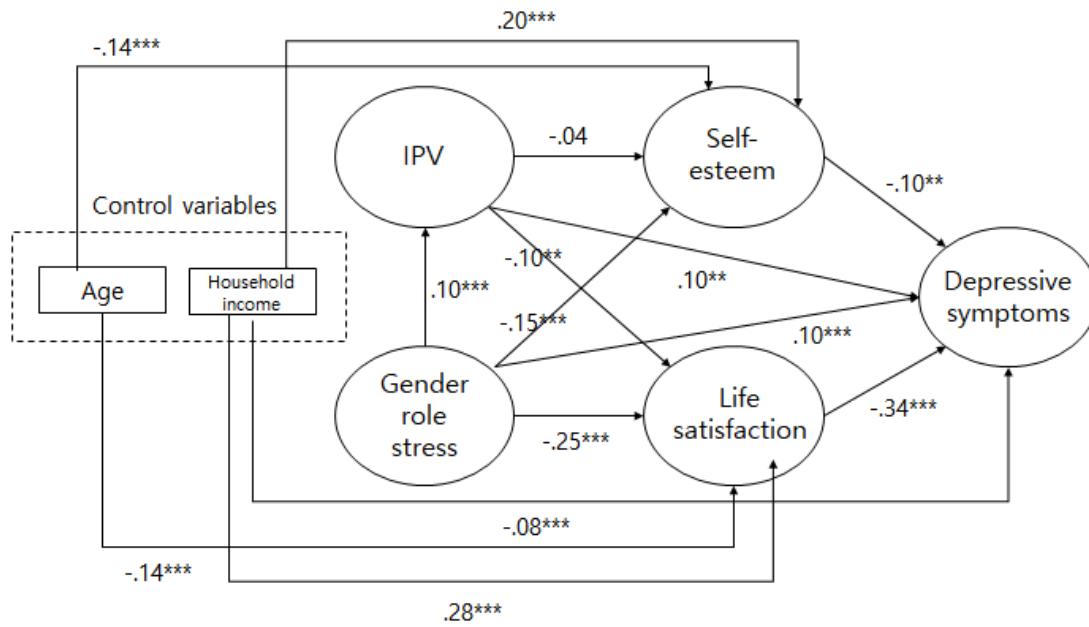 .20***
-.14***
IPV
-.04
Self-
esteem
-.10**
Control variables
Age
Household
income
.10***
-.10**
.10**
-.15***
.10***
Depressive
symptoms
Gender
role
stress
-.25***
Life
satisfaction
-.34***
-.08***
-.14***
.28***